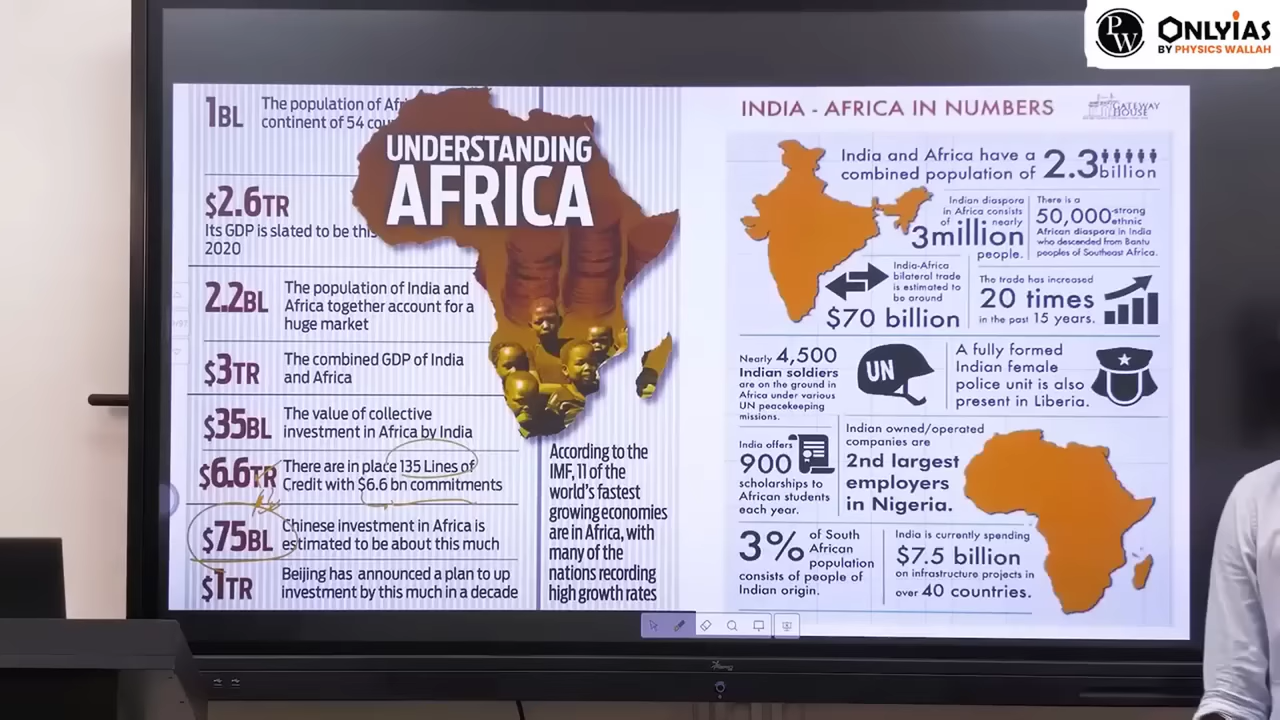 PW
ONLYIAS
BY PHYSICS WALLAH
1BL
The population of Afri
continent of 54 cou
UNDERSTANDING
AFRICA
$2.6TR
Its GDP is slated to be this
2020
2.2BL
The population of India and
Africa together account for a
huge market
$3TR
The combined GDP of India
and Africa
$35BL
The value of collective
investment in Africa by India
$6.6TR
There are in place 135 Lines of
Credit with $6.6 bn commitments
$75BL
Chinese investment in Africa is
estimated to be about this much
$1TR
Beijing has announced a plan to up
investment by this much in a decade
According to the
IMF, 11 of the
world's fastest
growing economies
are in Africa, with
many of the
nations recording
high growth rates
INDIA - AFRICA IN NUMBERS
GATEWAY
HOUSE
India and Africa have a
combined population of 2.3 billion
Indian diaspora
in Africa consists
of nearly
3million
people.
There is a
50,000-strong
ethnic
African diaspora in India
who descended from Bantu
peoples of Southeast Africa.
India-Africa
bilateral trade
is estimated to
be around
$70 billion
The trade has increased
20 times
in the past 15 years.
Nearly 4,500
Indian soldiers
are on the ground in
Africa under various
UN peacekeeping
missions.
UN
A fully formed
Indian female
police unit is also
present in Liberia.
India offers
900
scholarships to
African students
each year.
Indian owned/operated
companies are
2nd largest
employers
in Nigeria.
3% of South
African
population
consists of people of
Indian origin.
India is currently spending
$7.5 billion
on infrastructure projects in
over 40 countries.